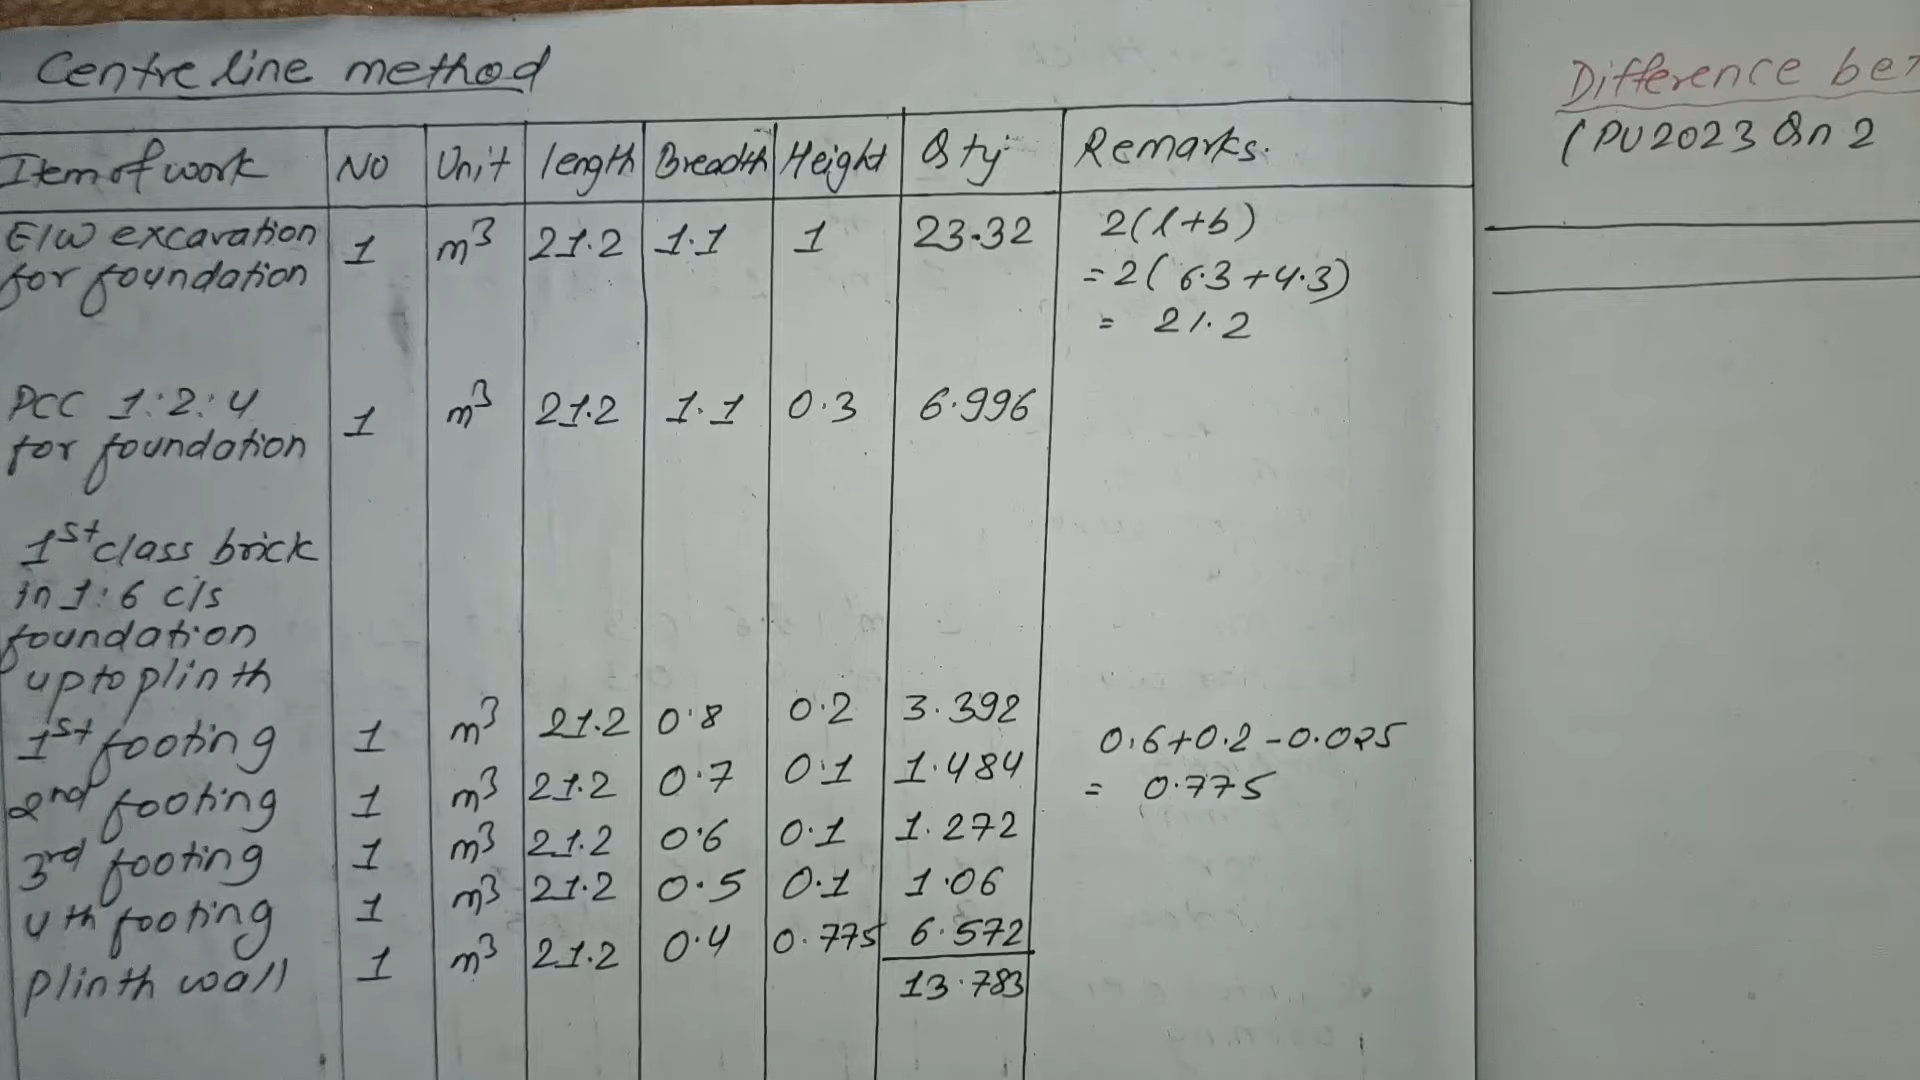 Centre line method
Item of work NO Unit length Breadth Height Qty Remarks.
E/W excavation for foundation 1 m³ 21.2 1.1 1 23.32 2(l+b)
= 2(6.3+4.3)
= 21.2
PCC 1:2:4 for foundation 1 m³ 21.2 1.1 0.3 6.996
1st class brick
in 1:6 c/s
foundation
upto plinth
1st footing 1 m³ 21.2 0.8 0.2 3.392 0.6+0.2-0.025
2nd footing 1 m³ 21.2 0.7 0.1 1.484 = 0.775
3rd footing 1 m³ 21.2 0.6 0.1 1.272
4th footing 1 m³ 21.2 0.5 0.1 1.06
plinth wall 1 m³ 21.2 0.4 0.775 6.572
13.783
Difference bet
(PU2023 Qn 2